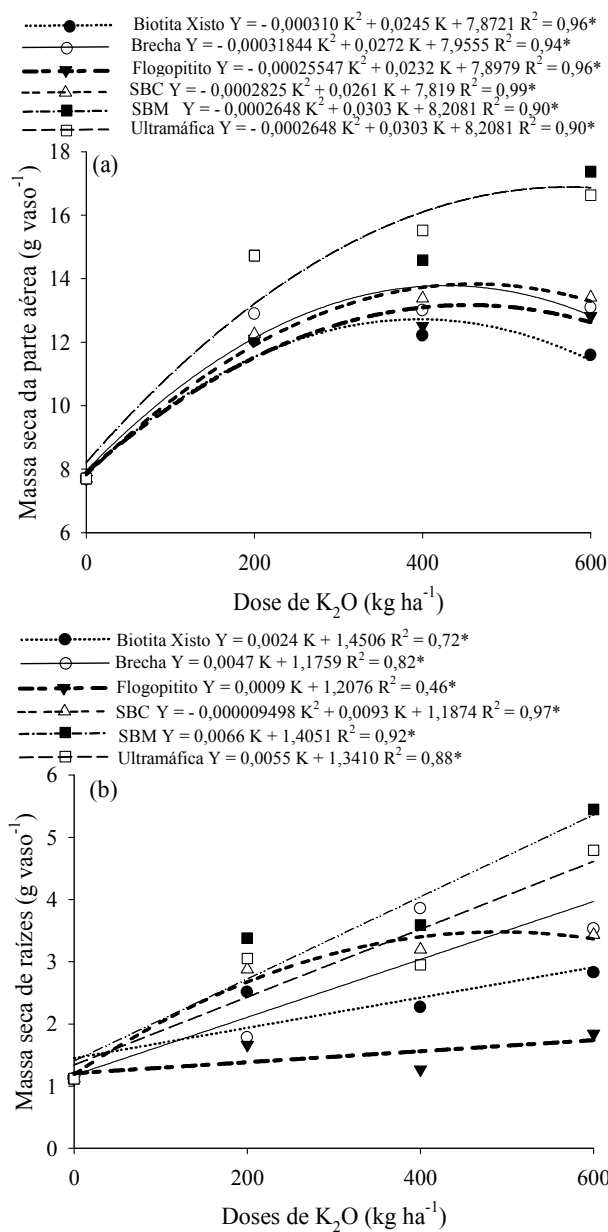 Biotita Xisto Y = - 0,000310 K² + 0,0245 K + 7,8721 R² = 0,96*
Brecha Y = - 0,00031844 K² + 0,0272 K + 7,9555 R² = 0,94*
Flogopitito Y = - 0,00025547 K² + 0,0232 K + 7,8979 R² = 0,96*
SBC Y = - 0,0002825 K² + 0,0261 K + 7,819 R² = 0,99*
SBM Y = - 0,0002648 K² + 0,0303 K + 8,2081 R² = 0,90*
Ultramáfica Y = - 0,0002648 K² + 0,0303 K + 8,2081 R² = 0,90*
18
(a)
16
14
12
10
8
6
Massa seca da parte aérea (g vaso⁻¹)
0 200 400 600
Dose de K₂O (kg ha⁻¹)
Biotita Xisto Y = 0,0024 K + 1,4506 R² = 0,72*
Brecha Y = 0,0047 K + 1,1759 R² = 0,82*
Flogopitito Y = 0,0009 K + 1,2076 R² = 0,46*
SBC Y = - 0,000009498 K² + 0,0093 K + 1,1874 R² = 0,97*
SBM Y = 0,0066 K + 1,4051 R² = 0,92*
Ultramáfica Y = 0,0055 K + 1,3410 R² = 0,88*
6
(b)
5
4
3
2
1
0
Massa seca de raízes (g vaso⁻¹)
0 200 400 600
Doses de K₂O (kg ha⁻¹)